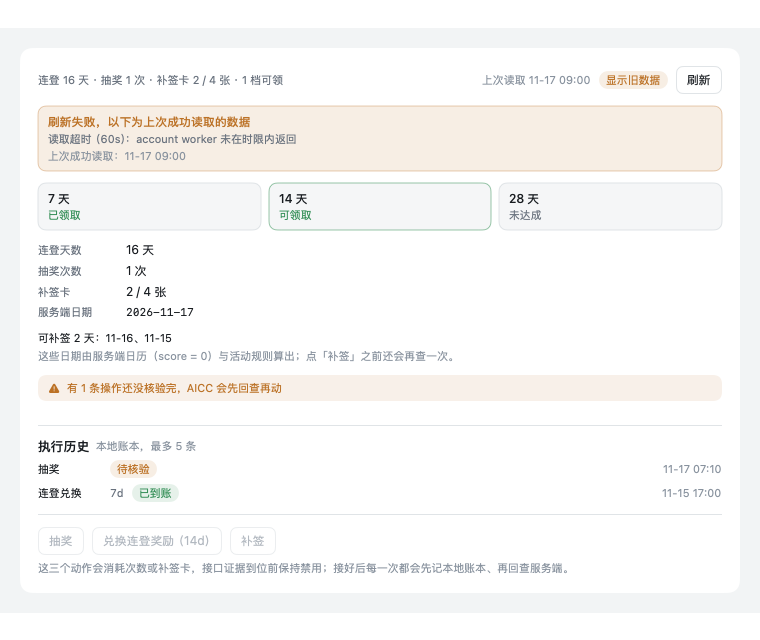 连登 16 天 · 抽奖 1 次 · 补签卡 2 / 4 张 · 1 档可领
上次读取 11-17 09:00 显示旧数据 刷新
刷新失败，以下为上次成功读取的数据
读取超时 (60s)：account worker 未在时限内返回
上次成功读取：11-17 09:00
7 天
已领取
14 天
可领取
28 天
未达成
连登天数 16 天
抽奖次数 1 次
补签卡 2 / 4 张
服务端日期 2026-11-17
可补签 2 天：11-16、11-15
这些日期由服务端日历（score = 0）与活动规则算出；点「补签」之前还会再查一次。
有 1 条操作还没核验完，AICC 会先回查再动
执行历史 本地账本，最多 5 条
抽奖 待核验 11-17 07:10
连登兑换 7d 已到账 11-15 17:00
抽奖 兑换连登奖励（14d） 补签
这三个动作会消耗次数或补签卡，接口证据到位前保持禁用；接好后每一次都会先记本地账本、再回查服务端。